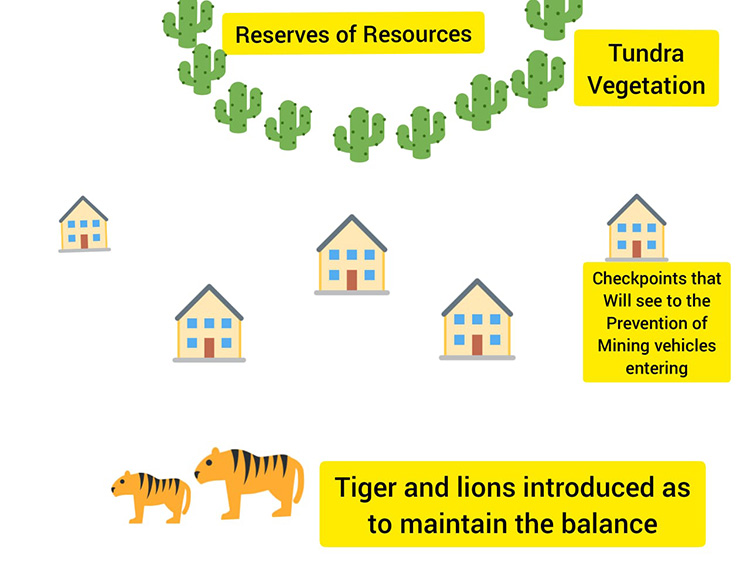 Reserves of Resources
Tundra
Vegetation
Checkpoints that
Will see to the
Prevention of
Mining vehicles
entering
Tiger and lions introduced as
to maintain the balance